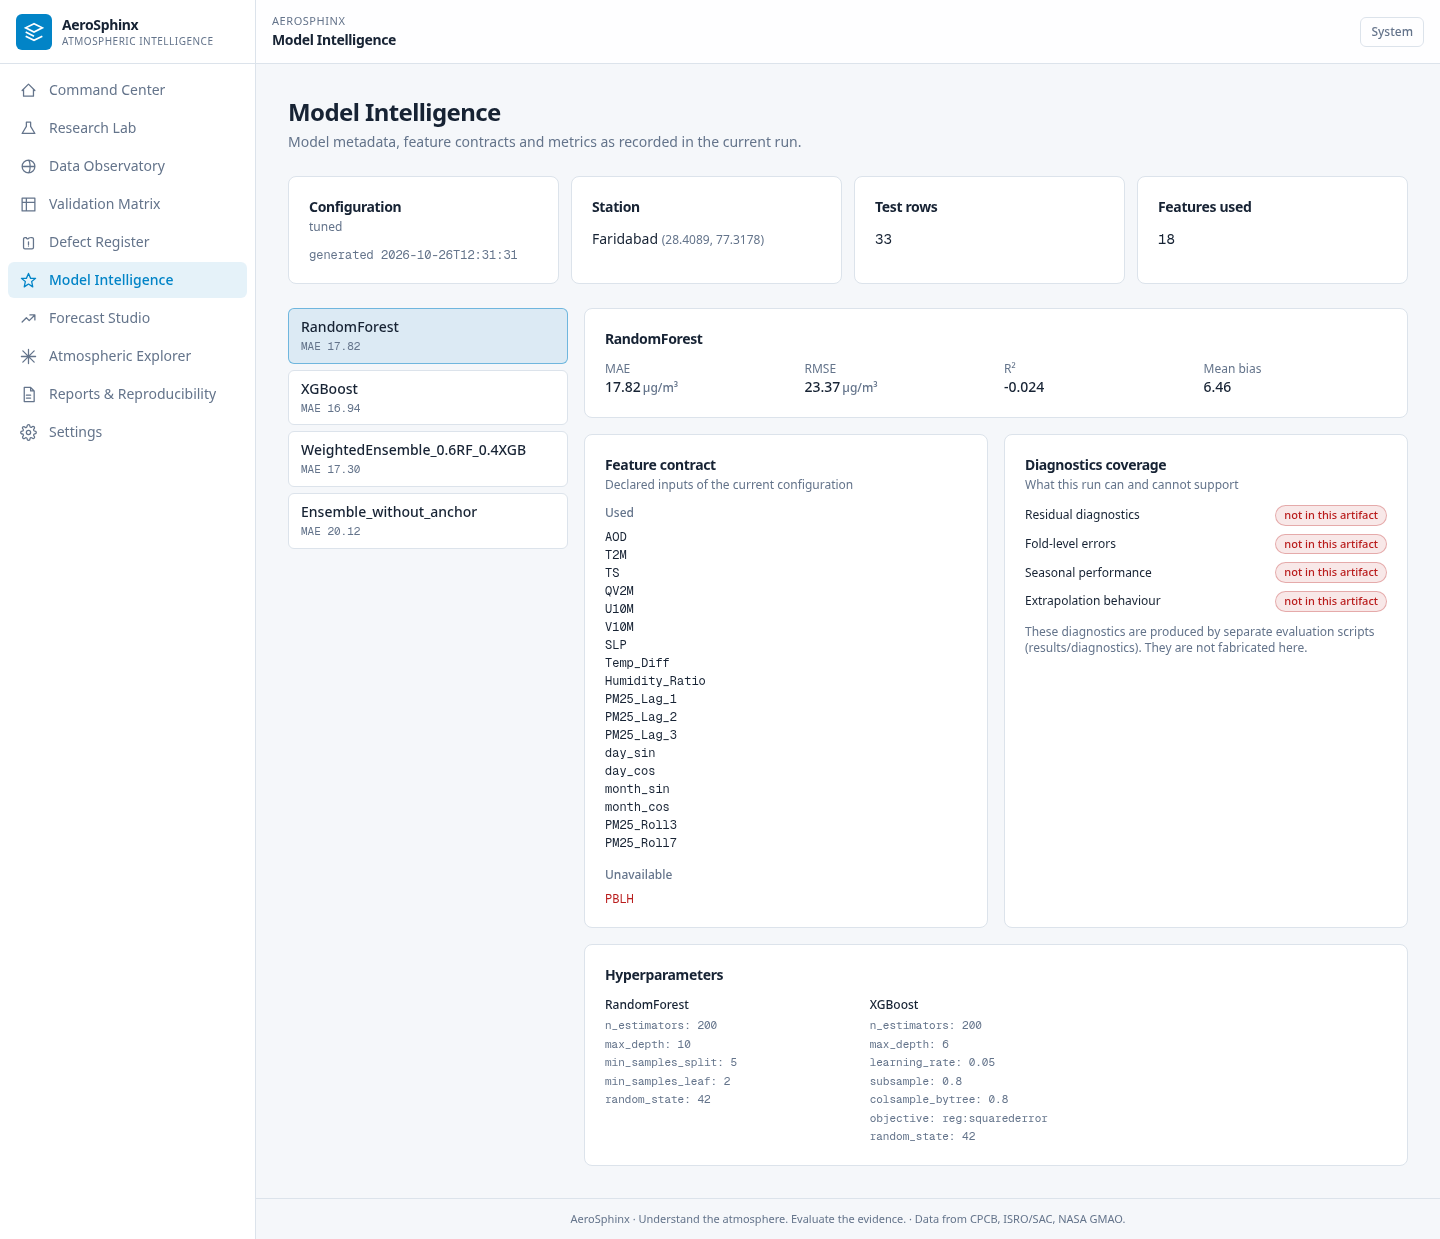 AeroSphinx
ATMOSPHERIC INTELLIGENCE
Command Center
Research Lab
Data Observatory
Validation Matrix
Defect Register
Model Intelligence
Forecast Studio
Atmospheric Explorer
Reports & Reproducibility
Settings
AEROSPHINX
Model Intelligence
System
Model Intelligence
Model metadata, feature contracts and metrics as recorded in the current run.
Configuration
tuned
generated 2026-10-26T12:31:31
Station
Faridabad (28.4089, 77.3178)
Test rows
33
Features used
18
RandomForest
MAE 17.82
XGBoost
MAE 16.94
WeightedEnsemble_0.6RF_0.4XGB
MAE 17.30
Ensemble_without_anchor
MAE 20.12
RandomForest
MAE
17.82 µg/m³
RMSE
23.37 µg/m³
R²
-0.024
Mean bias
6.46
Feature contract
Declared inputs of the current configuration
Used
AOD
T2M
TS
QV2M
U10M
V10M
SLP
Temp_Diff
Humidity_Ratio
PM25_Lag_1
PM25_Lag_2
PM25_Lag_3
day_sin
day_cos
month_sin
month_cos
PM25_Roll3
PM25_Roll7
Unavailable
PBLH
Diagnostics coverage
What this run can and cannot support
Residual diagnostics not in this artifact
Fold-level errors not in this artifact
Seasonal performance not in this artifact
Extrapolation behaviour not in this artifact
These diagnostics are produced by separate evaluation scripts
(results/diagnostics). They are not fabricated here.
Hyperparameters
RandomForest
n_estimators: 200
max_depth: 10
min_samples_split: 5
min_samples_leaf: 2
random_state: 42
XGBoost
n_estimators: 200
max_depth: 6
learning_rate: 0.05
subsample: 0.8
colsample_bytree: 0.8
objective: reg:squarederror
random_state: 42
AeroSphinx · Understand the atmosphere. Evaluate the evidence. · Data from CPCB, ISRO/SAC, NASA GMAO.